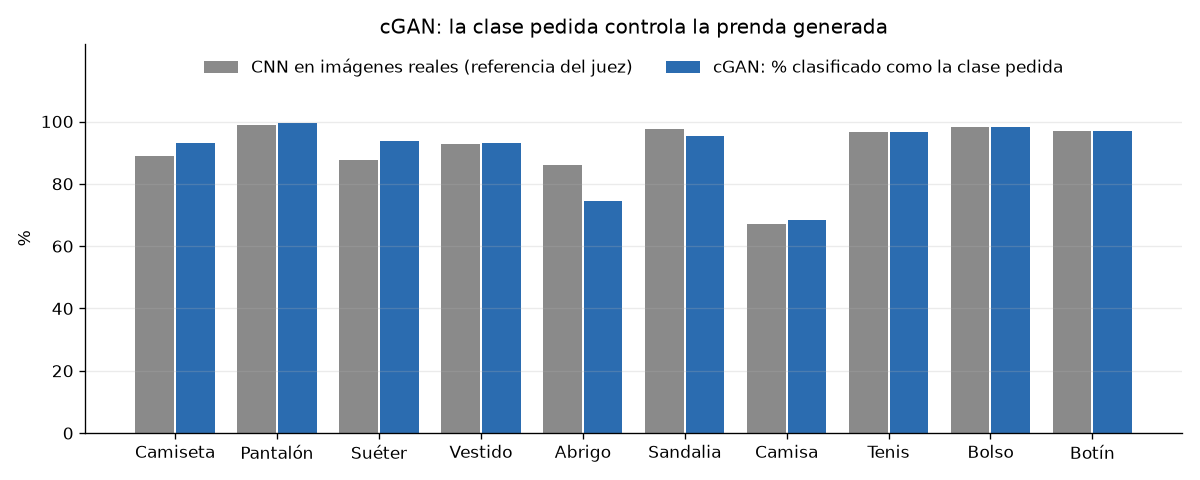 cGAN: la clase pedida controla la prenda generada
CNN en imágenes reales (referencia del juez)
cGAN: % clasificado como la clase pedida
100
80
60
40
20
0
%
Camiseta
Pantalón
Suéter
Vestido
Abrigo
Sandalia
Camisa
Tenis
Bolso
Botín